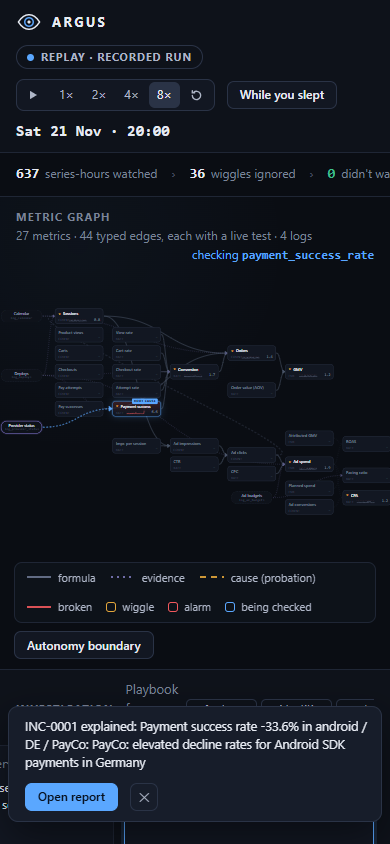 ARGUS
REPLAY · RECORDED RUN
1× 2× 4× 8× While you slept
Sat 21 Nov · 20:00
637 series-hours watched › 36 wiggles ignored › 0 didn't wa
METRIC GRAPH
27 metrics · 44 typed edges, each with a live test · 4 logs
checking payment_success_rate
Calendar
Sessions
Product views
View rate
Carts
Cart rate
Orders
Deploys
Checkouts
Checkout rate
Conversion
GMV
Pay attempts
Attempt rate
Order value (AOV)
Pay successes
Payment success
Provider status
Imps per session
Ad impressions
Attributed GMV
ROAS
CTR
Ad clicks
CPC
Ad spend
Pacing ratio
Ad budgets
Planned spend
CPA
Ad conversions
formula evidence cause (probation)
broken wiggle alarm being checked
Autonomy boundary
Playbook
INC-0001 explained: Payment success rate -33.6% in android /
DE / PayCo: PayCo: elevated decline rates for Android SDK
payments in Germany
Open report